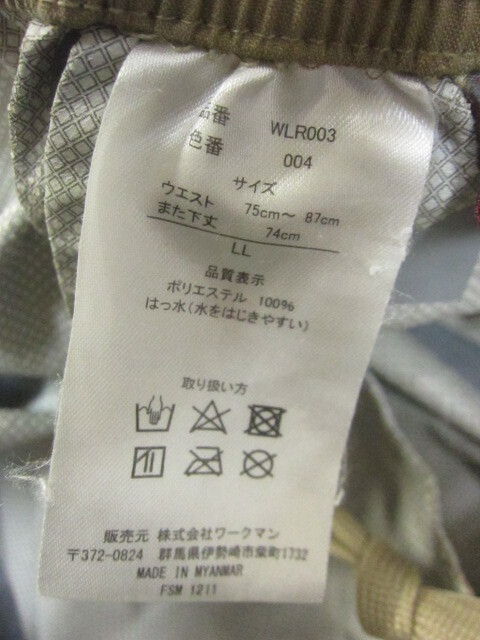 品番 WLR003
色番 004
サイズ
ウエスト 75cm～ 87cm
また下丈 74cm
LL
品質表示
ポリエステル 100%
はっ水(水をはじきやすい)
取り扱い方
販売元 株式会社ワークマン
〒372-0824 群馬県伊勢崎市柴町1732
MADE IN MYANMAR
FSM 1211